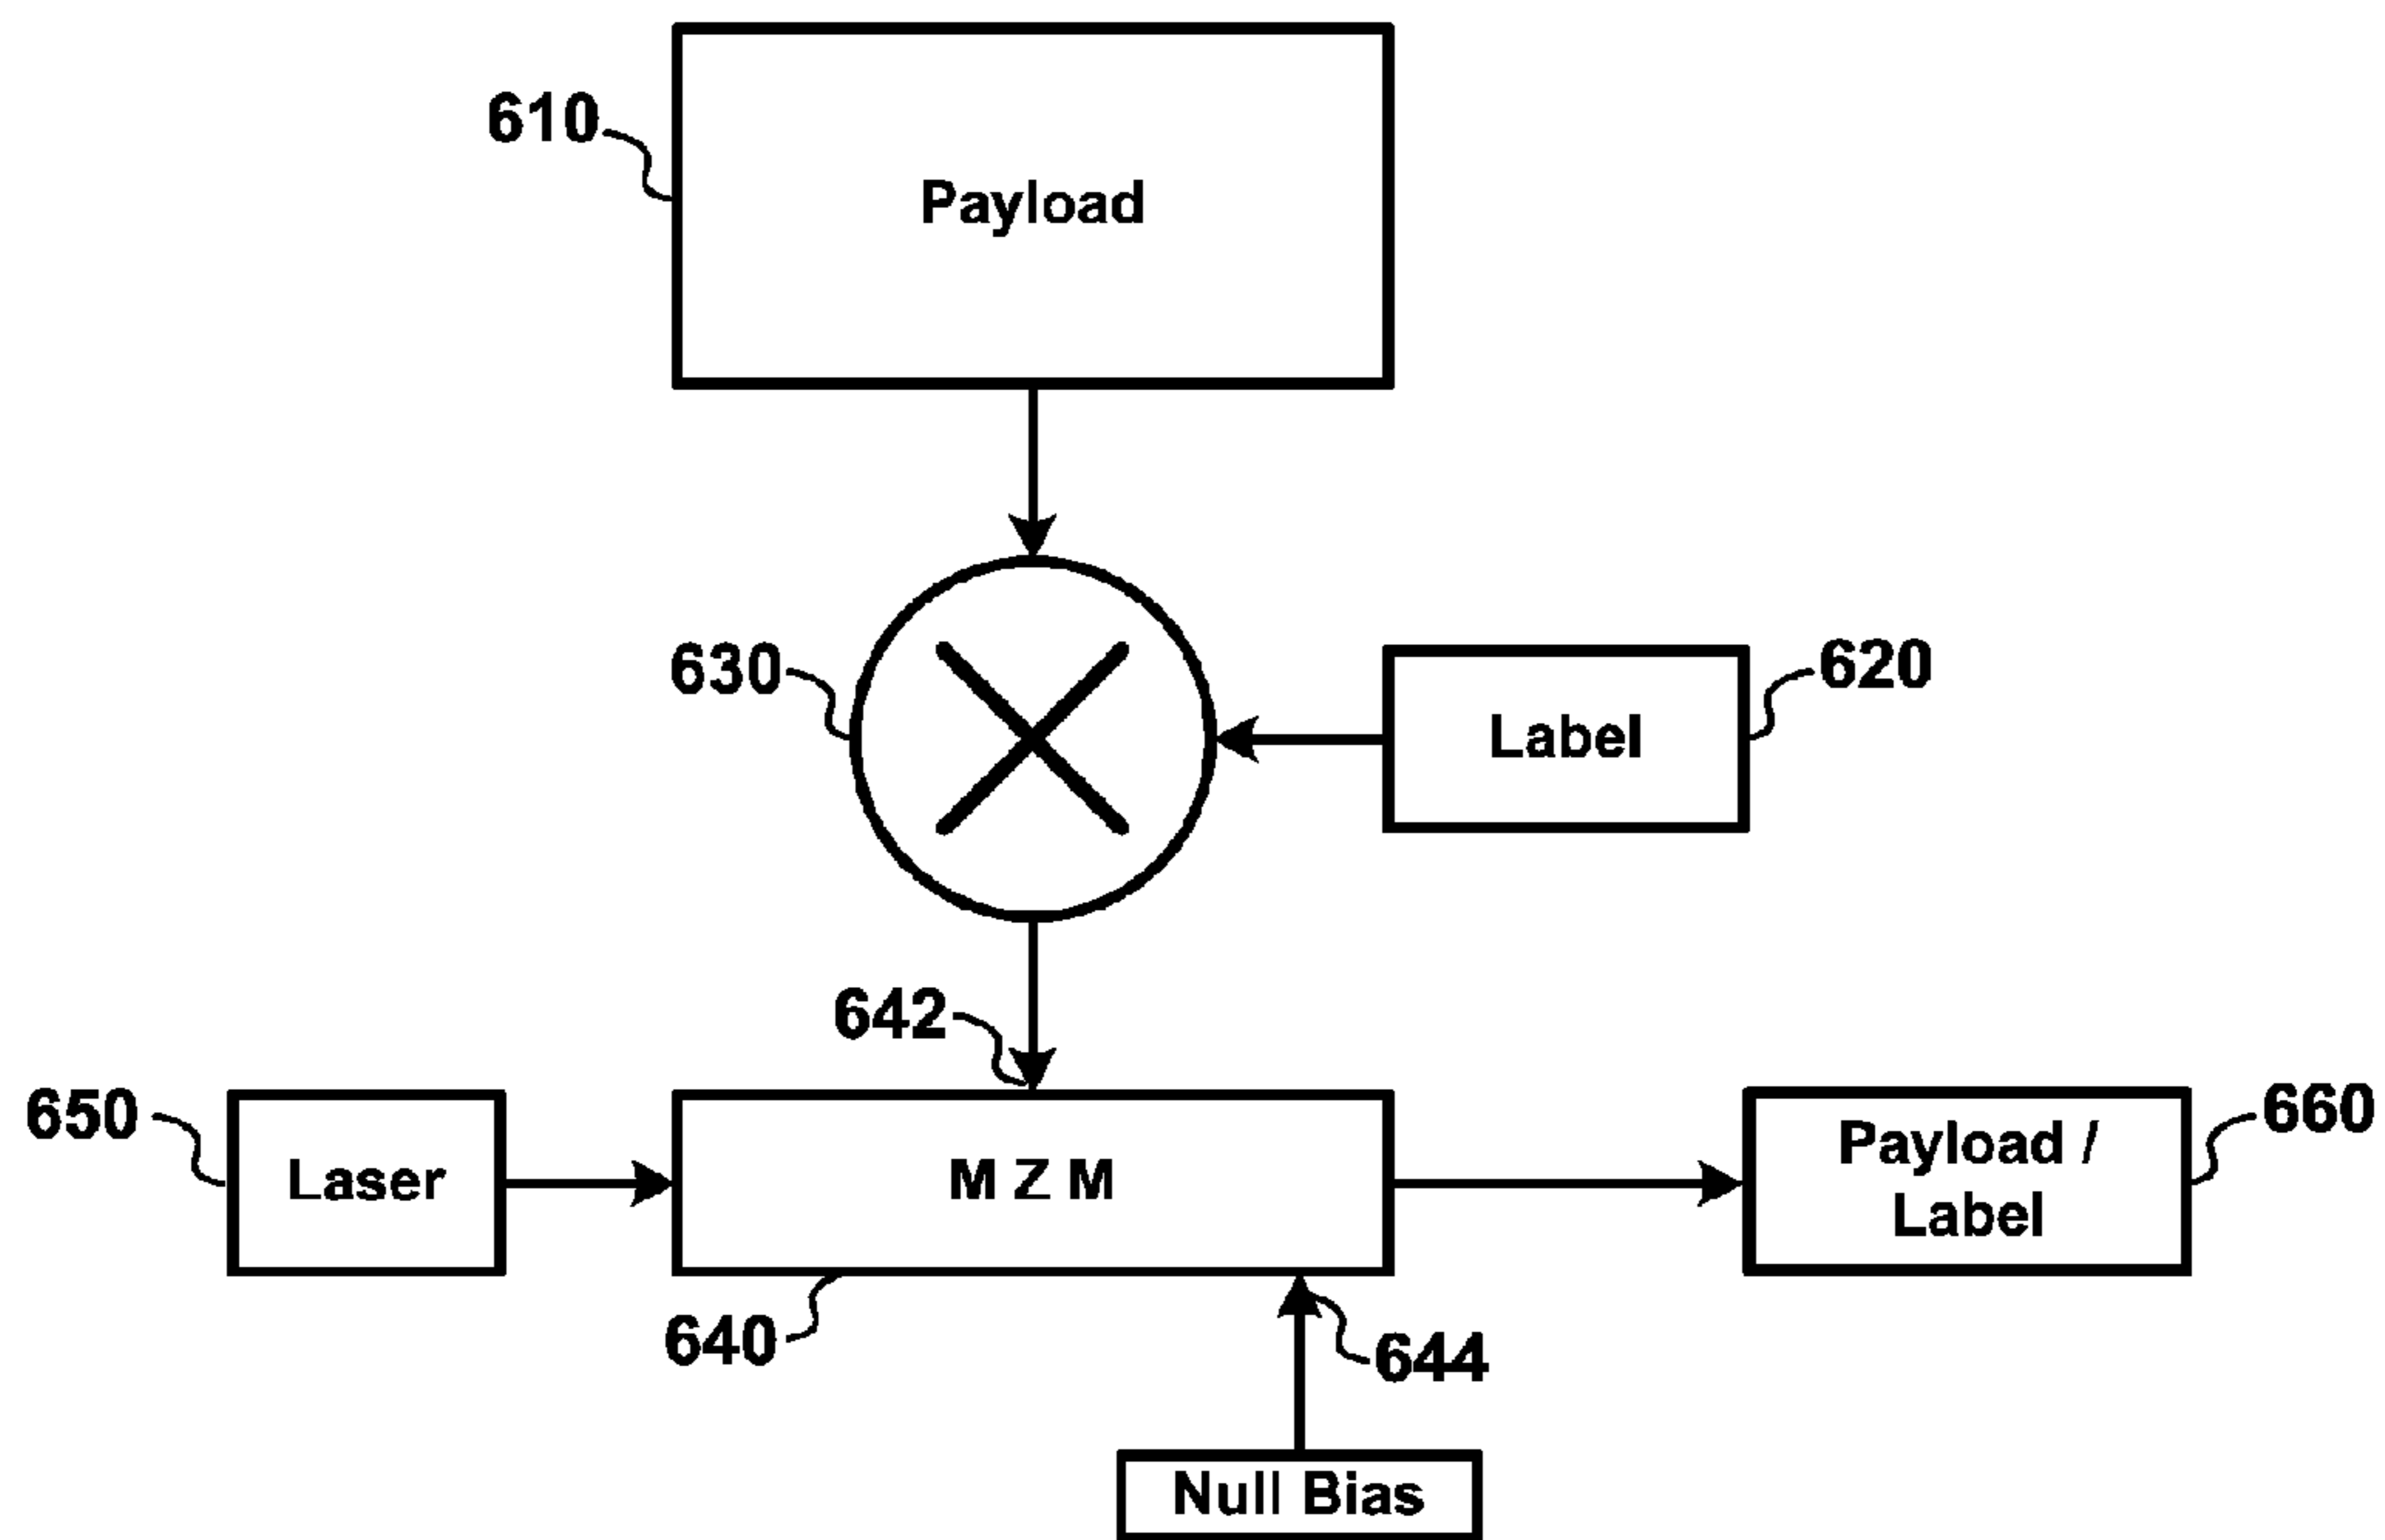 610
Payload
630
620
Label
642
650
Laser
M Z M
Payload /
Label
660
640
644
Null Bias